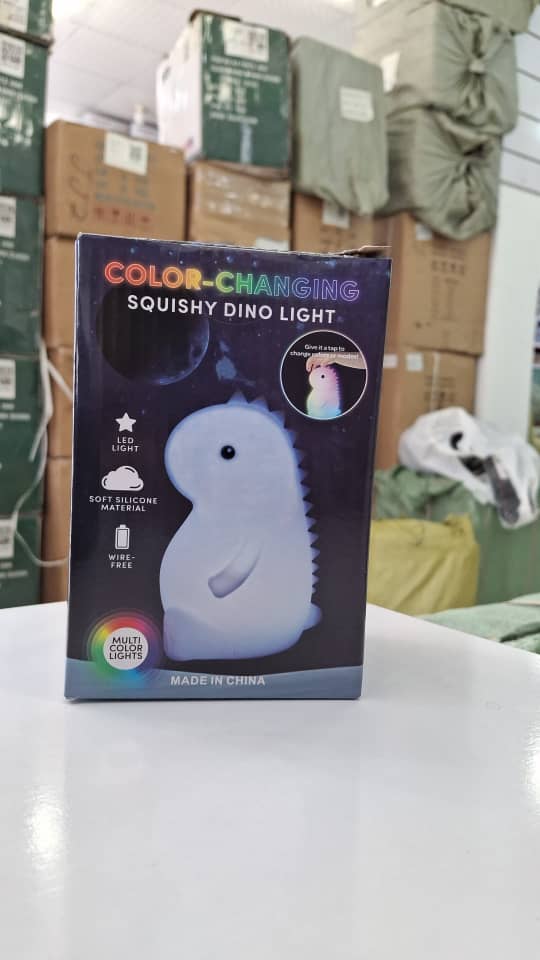 COLOR-CHANGING
SQUISHY DINO LIGHT
Give it a tap to
change colors or modes!
LED
LIGHT
SOFT SILICONE
MATERIAL
WIRE-
FREE
MULTI
COLOR
LIGHTS
MADE IN CHINA